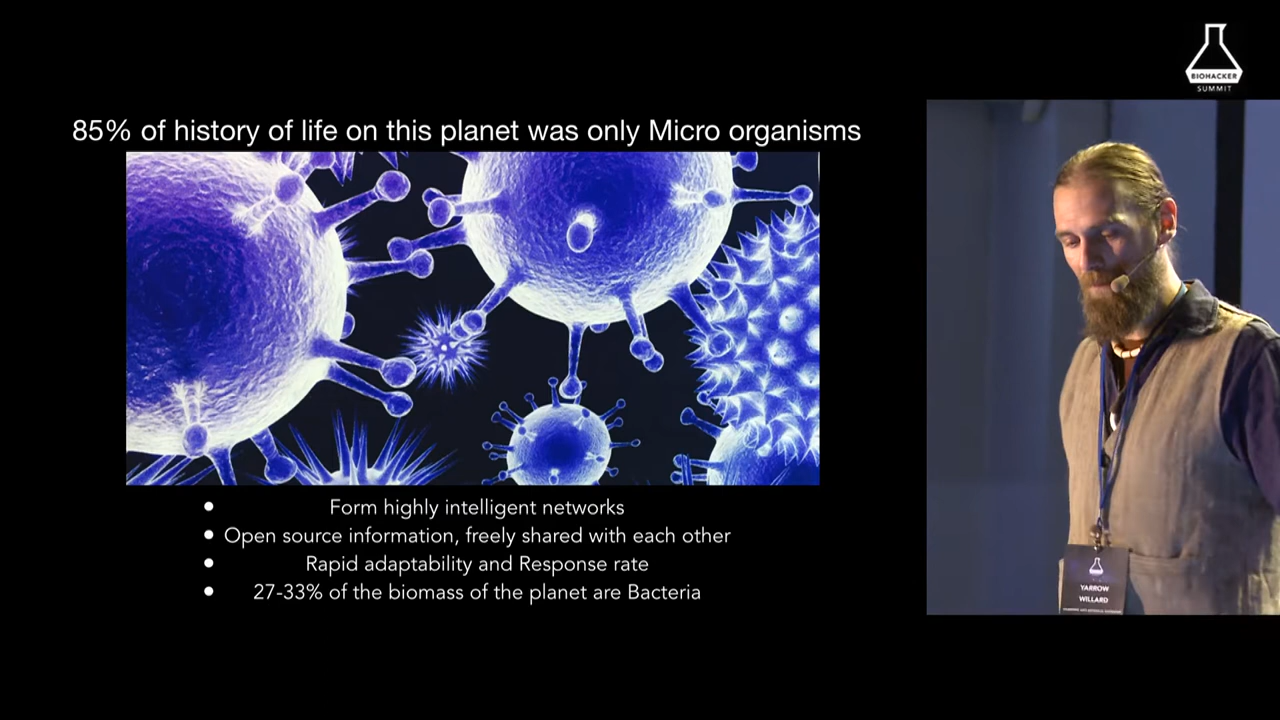 BIOHACKER
SUMMIT
85% of history of life on this planet was only Micro organisms
• Form highly intelligent networks
• Open source information, freely shared with each other
• Rapid adaptability and Response rate
• 27-33% of the biomass of the planet are Bacteria
YARROW
WILLARD